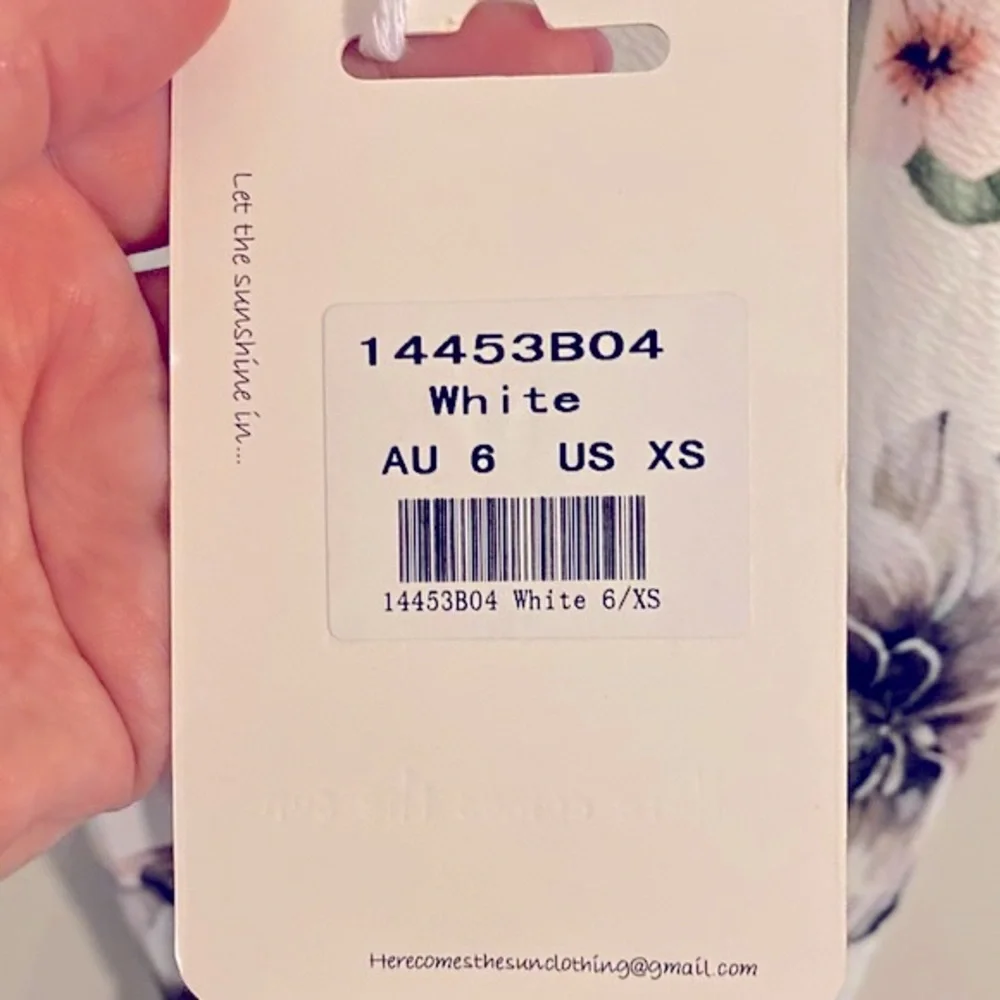 Let the sunshine in...
14453B04
White
AU 6 US XS
14453B04 White 6/XS
Herecomesthesunclothing@gmail.com